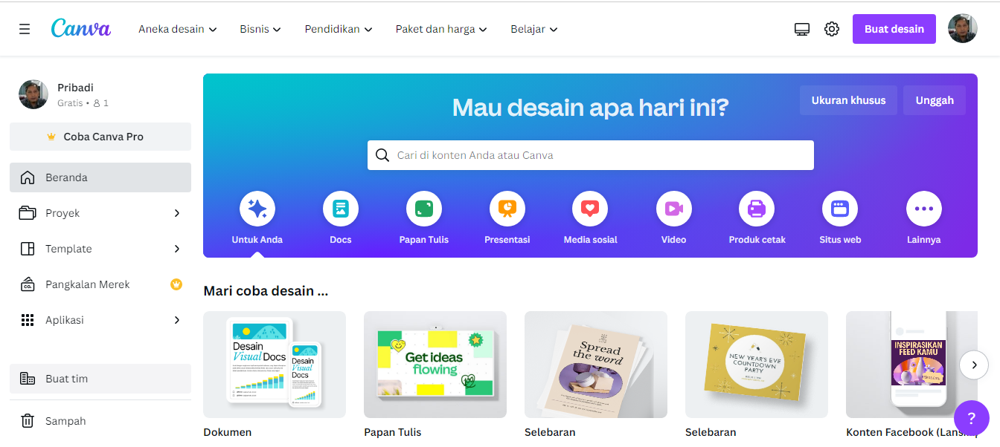 Canva
Aneka desain
Bisnis
Pendidikan
Paket dan harga
Belajar
Buat desain
Pribadi
Gratis • 1
Coba Canva Pro
Beranda
Proyek
Template
Pangkalan Merek
Aplikasi
Buat tim
Sampah
Mau desain apa hari ini?
Ukuran khusus
Unggah
Cari di konten Anda atau Canva
Untuk Anda
Docs
Papan Tulis
Presentasi
Media sosial
Video
Produk cetak
Situs web
Lainnya
Mari coba desain ...
Desain
Visual Docs
Desain
Visual
Docs
Get ideas
flowing
Spread
the word
NEW YEAR'S EVE
COUNTDOWN
PARTY
INSPIRASIKAN
FEED KAMU
Dokumen
Papan Tulis
Selebaran
Selebaran
Konten Facebook
?